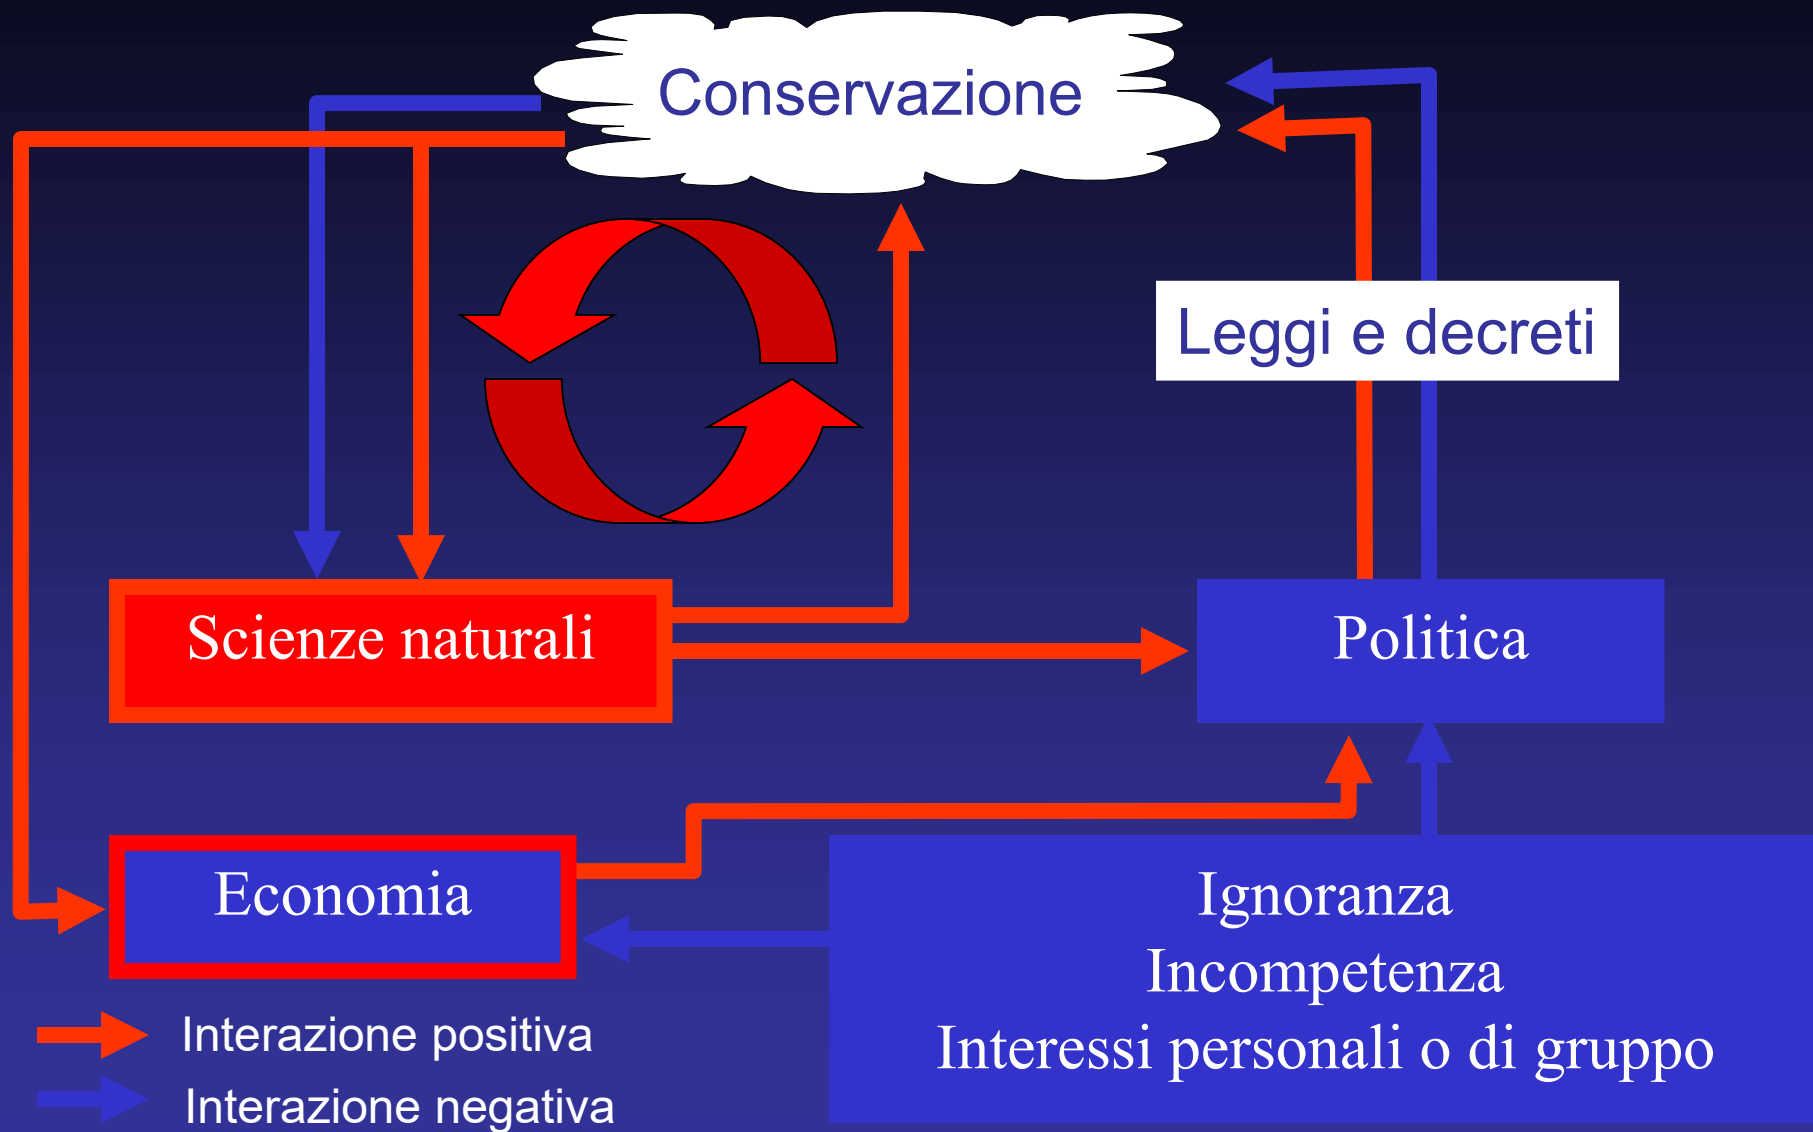 Conservazione
Leggi e decreti
Scienze naturali
Politica
Economia
Ignoranza
Incompetenza
Interessi personali o di gruppo
Interazione positiva
Interazione negativa